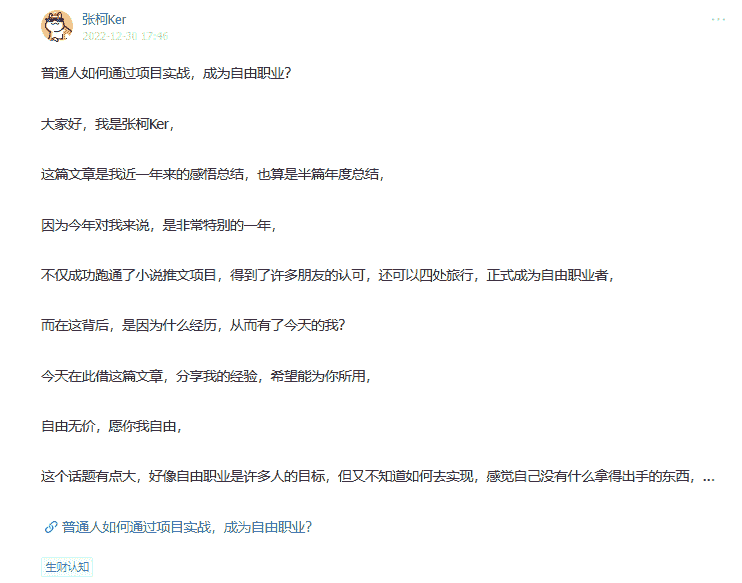 张柯Ker
2022-12-30 17:46
普通人如何通过项目实战，成为自由职业？
大家好，我是张柯Ker，
这篇文章是我近一年来的感悟总结，也算是半篇年度总结，
因为今年对我来说，是非常特别的一年，
不仅成功跑通了小说推文项目，得到了许多朋友的认可，还可以四处旅行，正式成为自由职业者，
而在这背后，是因为什么经历，从而有了今天的我？
今天在此借这篇文章，分享我的经验，希望能为你所用，
自由无价，愿你我自由，
这个话题有点大，好像自由职业是许多人的目标，但又不知道如何去实现，感觉自己没有什么拿得出手的东西，...
普通人如何通过项目实战，成为自由职业？
生财认知